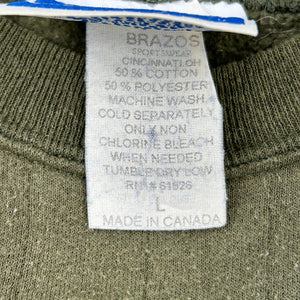 BRAZOS
SPORTSWEAR
CINCINNATI,OH
50 % COTTON
50 % POLYESTER
MACHINE WASH
COLD SEPARATELY
ONLY NON
CHLORINE BLEACH
WHEN NEEDED
TUMBLE DRY LOW
RN # 61526
L
MADE IN CANADA